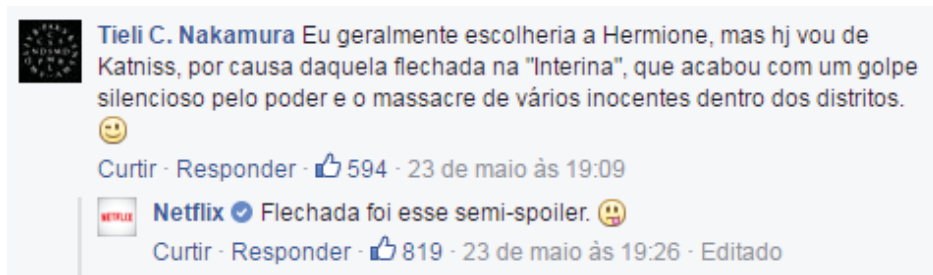 Tieli C. Nakamura Eu geralmente escolheria a Hermione, mas hj vou de
Katniss, por causa daquela flechada na "Interina", que acabou com um golpe
silencioso pelo poder e o massacre de vários inocentes dentro dos distritos.
Curtir · Responder · 594 · 23 de maio às 19:09
NETFLIX
Netflix Flechada foi esse semi-spoiler.
Curtir · Responder · 819 · 23 de maio às 19:26 · Editado